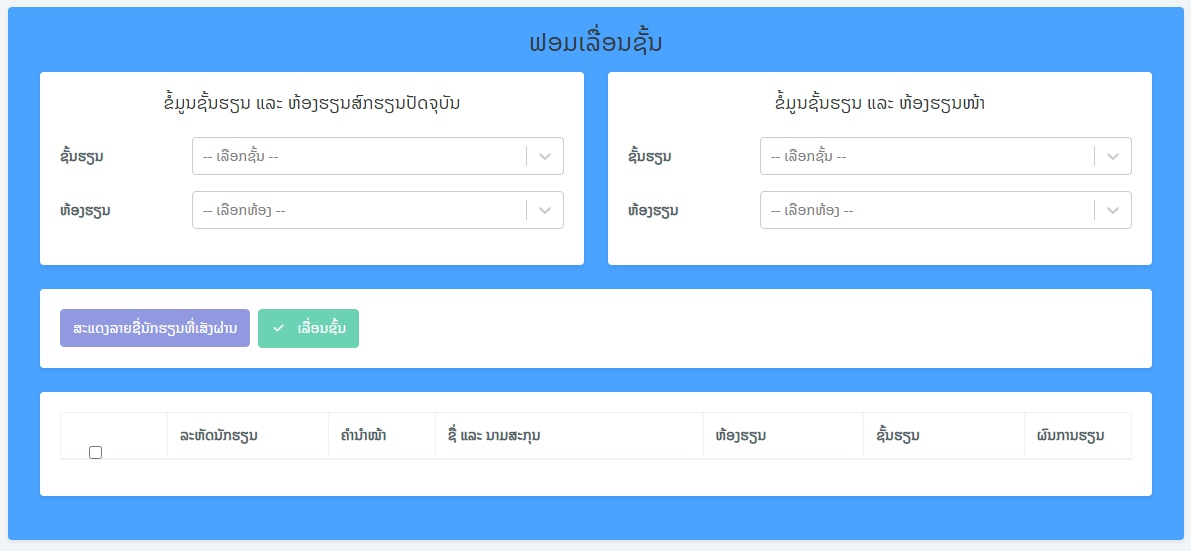 ຟອມເລື່ອນຊັ້ນ
ຂໍ້ມູນຊັ້ນຮຽນ ແລະ ຫ້ອງຮຽນສົກຮຽນປັດຈຸບັນ
ຊັ້ນຮຽນ
-- ເລືອກຊັ້ນ --
ຫ້ອງຮຽນ
-- ເລືອກຫ້ອງ --
ຂໍ້ມູນຊັ້ນຮຽນ ແລະ ຫ້ອງຮຽນໜ້າ
ຊັ້ນຮຽນ
-- ເລືອກຊັ້ນ --
ຫ້ອງຮຽນ
-- ເລືອກຫ້ອງ --
ສະແດງລາຍຊື່ນັກຮຽນທີ່ເສັງຜ່ານ
ເລື່ອນຊັ້ນ
ລະຫັດນັກຮຽນ ຄຳນຳໜ້າ ຊື່ ແລະ ນາມສະກຸນ ຫ້ອງຮຽນ ຊັ້ນຮຽນ ຜົນການຮຽນ